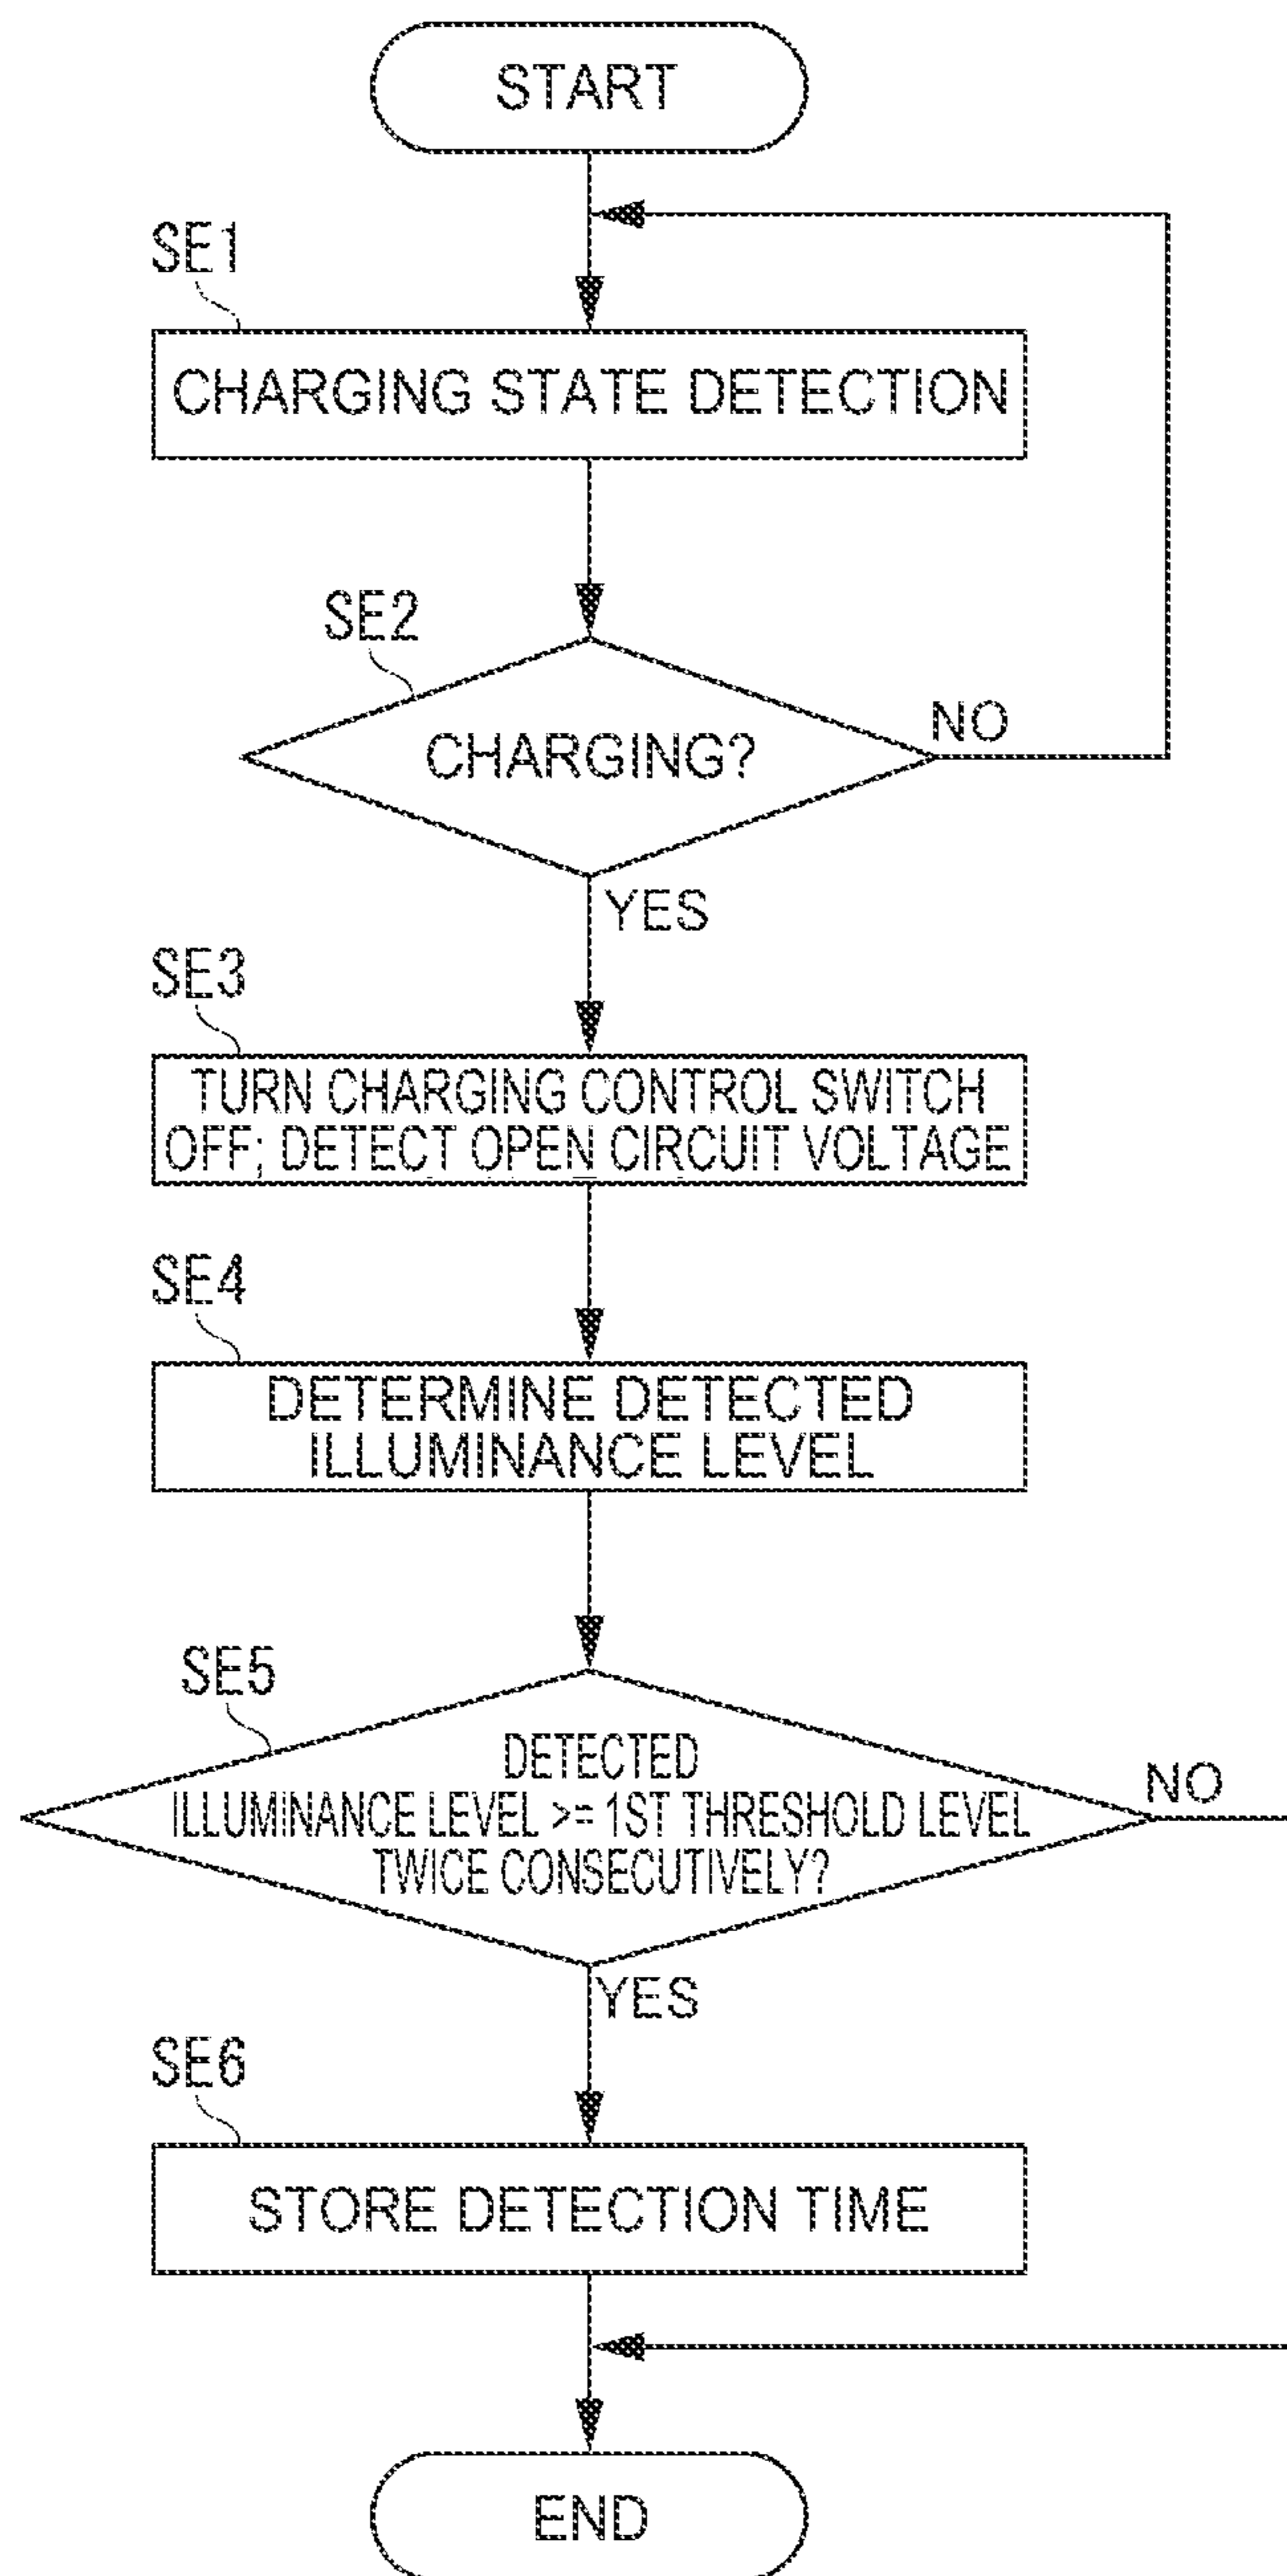 START
SE1
CHARGING STATE DETECTION
SE2
CHARGING?
NO
YES
SE3
TURN CHARGING CONTROL SWITCH
OFF; DETECT OPEN CIRCUIT VOLTAGE
SE4
DETERMINE DETECTED
ILLUMINANCE LEVEL
SE5
DETECTED
ILLUMINANCE LEVEL >= 1ST THRESHOLD LEVEL
TWICE CONSECUTIVELY?
NO
YES
SE6
STORE DETECTION TIME
END